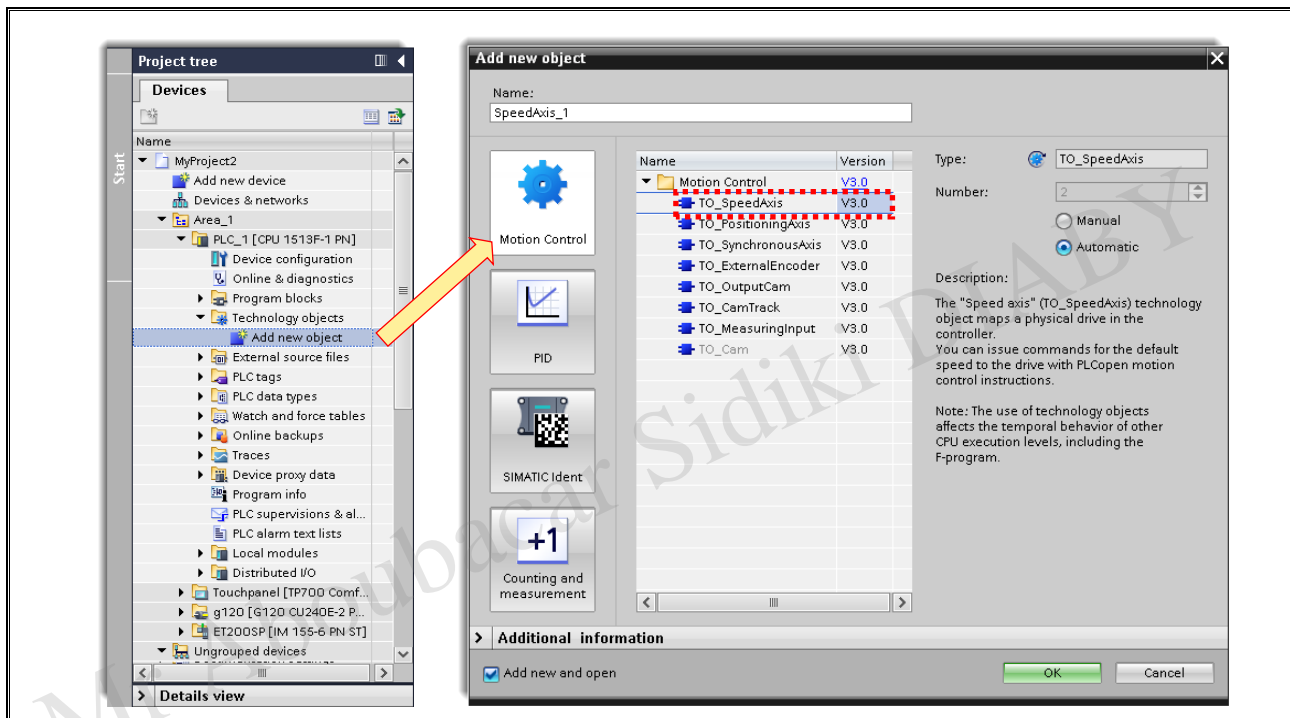 Project tree
Devices
Name
Start
MyProject2
Add new device
Devices & networks
Area_1
PLC_1 [CPU 1513F-1 PN]
Device configuration
Online & diagnostics
Program blocks
Technology objects
Add new object
External source files
PLC tags
PLC data types
Watch and force tables
Online backups
Traces
Device proxy data
Program info
PLC supervisions & al...
PLC alarm text lists
Local modules
Distributed I/O
Touchpanel [TP700 Comf...
g120 [G120 CU240E-2 P...
ET200SP [IM 155-6 PN ST]
Ungrouped devices
Details view
Add new object
Name:
SpeedAxis_1
Motion Control
PID
SIMATIC Ident
+1
Counting and
measurement
Name Version
Motion Control V3.0
TO_SpeedAxis V3.0
TO_PositioningAxis V3.0
TO_SynchronousAxis V3.0
TO_ExternalEncoder V3.0
TO_OutputCam V3.0
TO_CamTrack V3.0
TO_MeasuringInput V3.0
TO_Cam V3.0
Type: TO_SpeedAxis
Number: 2
Manual
Automatic
Description:
The "Speed axis" (TO_SpeedAxis) technology
object maps a physical drive in the
controller.
You can issue commands for the default
speed to the drive with PLCopen motion
control instructions.
Note: The use of technology objects
affects the temporal behavior of other
CPU execution levels, including the
F-program.
Additional information
Add new and open
OK Cancel
Mr Aboubacar Sidiki DIABY